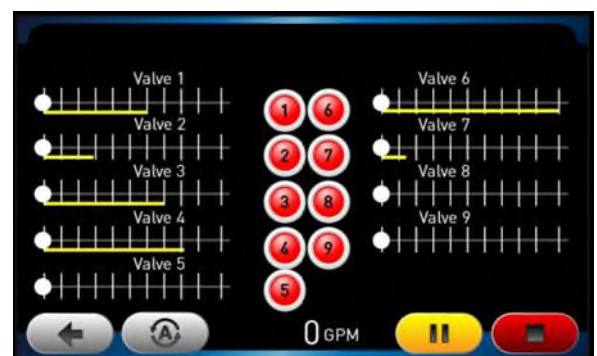 Valve 1
Valve 2
Valve 3
Valve 4
Valve 5
1 6
2 7
3 8
4 9
5
Valve 6
Valve 7
Valve 8
Valve 9
A
0 GPM